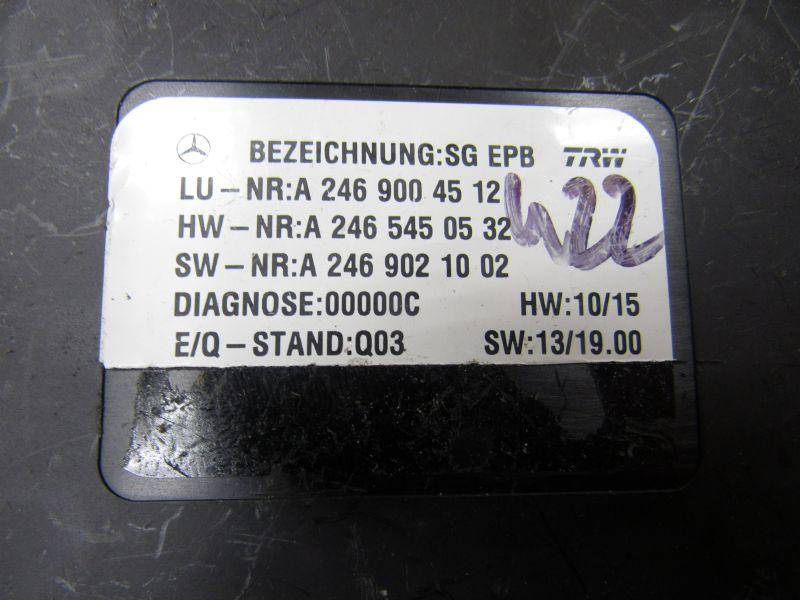 BEZEICHNUNG:SG EPB TRW
LU-NR:A 246 900 45 12
HW-NR:A 246 545 05 32
SW-NR:A 246 902 10 02
422
DIAGNOSE:00000C HW:10/15
E/Q-STAND:Q03 SW:13/19.00